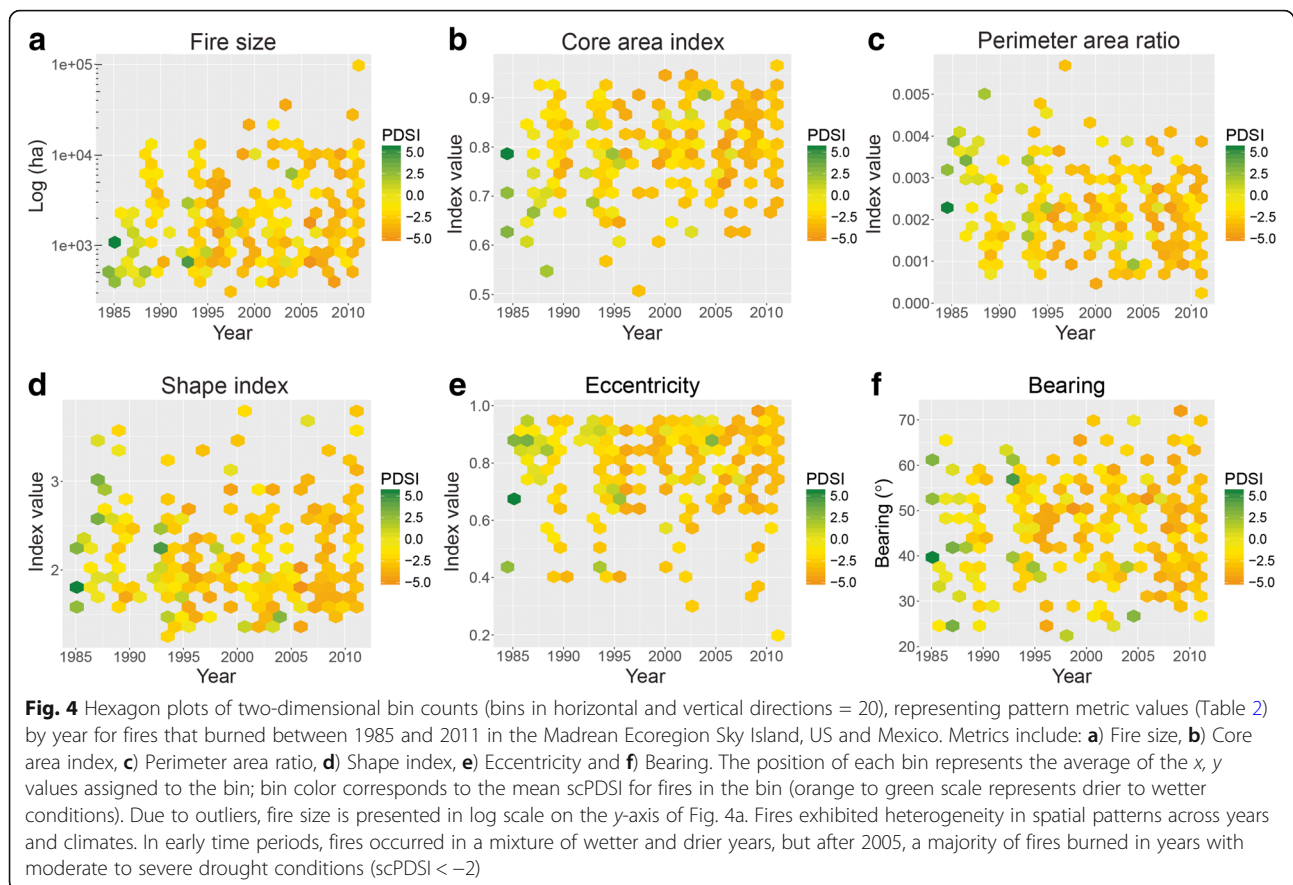 a Fire size
1e+05
1e+04
1e+03
Log (ha)
1985 1990 1995 2000 2005 2010
Year
PDSI
5.0
2.5
0.0
−2.5
−5.0
b Core area index
0.9
0.8
0.7
0.6
0.5
Index value
1985 1990 1995 2000 2005 2010
Year
PDSI
5.0
2.5
0.0
−2.5
−5.0
c Perimeter area ratio
0.005
0.004
0.003
0.002
0.001
0.000
Index value
1985 1990 1995 2000 2005 2010
Year
PDSI
5.0
2.5
0.0
−2.5
−5.0
d Shape index
3
2
Index value
1985 1990 1995 2000 2005 2010
Year
PDSI
5.0
2.5
0.0
−2.5
−5.0
e Eccentricity
1.0
0.8
0.6
0.4
0.2
Index value
1985 1990 1995 2000 2005 2010
Year
PDSI
5.0
2.5
0.0
−2.5
−5.0
f Bearing
70
60
50
40
30
20
Bearing (°)
1985 1990 1995 2000 2005 2010
Year
PDSI
5.0
2.5
0.0
−2.5
−5.0
Fig. 4 Hexagon plots of two-dimensional bin counts (bins in horizontal and vertical directions = 20), representing pattern metric values (Table 2)
by year for fires that burned between 1985 and 2011 in the Madrean Ecoregion Sky Island, US and Mexico. Metrics include: a) Fire size, b) Core
area index, c) Perimeter area ratio, d) Shape index, e) Eccentricity and f) Bearing. The position of each bin represents the average of the x, y
values assigned to the bin; bin color corresponds to the mean scPDSI for fires in the bin (orange to green scale represents drier to wetter
conditions). Due to outliers, fire size is presented in log scale on the y-axis of Fig. 4a. Fires exhibited heterogeneity in spatial patterns across years
and climates. In early time periods, fires occurred in a mixture of wetter and drier years, but after 2005, a majority of fires burned in years with
moderate to severe drought conditions (scPDSI < −2)